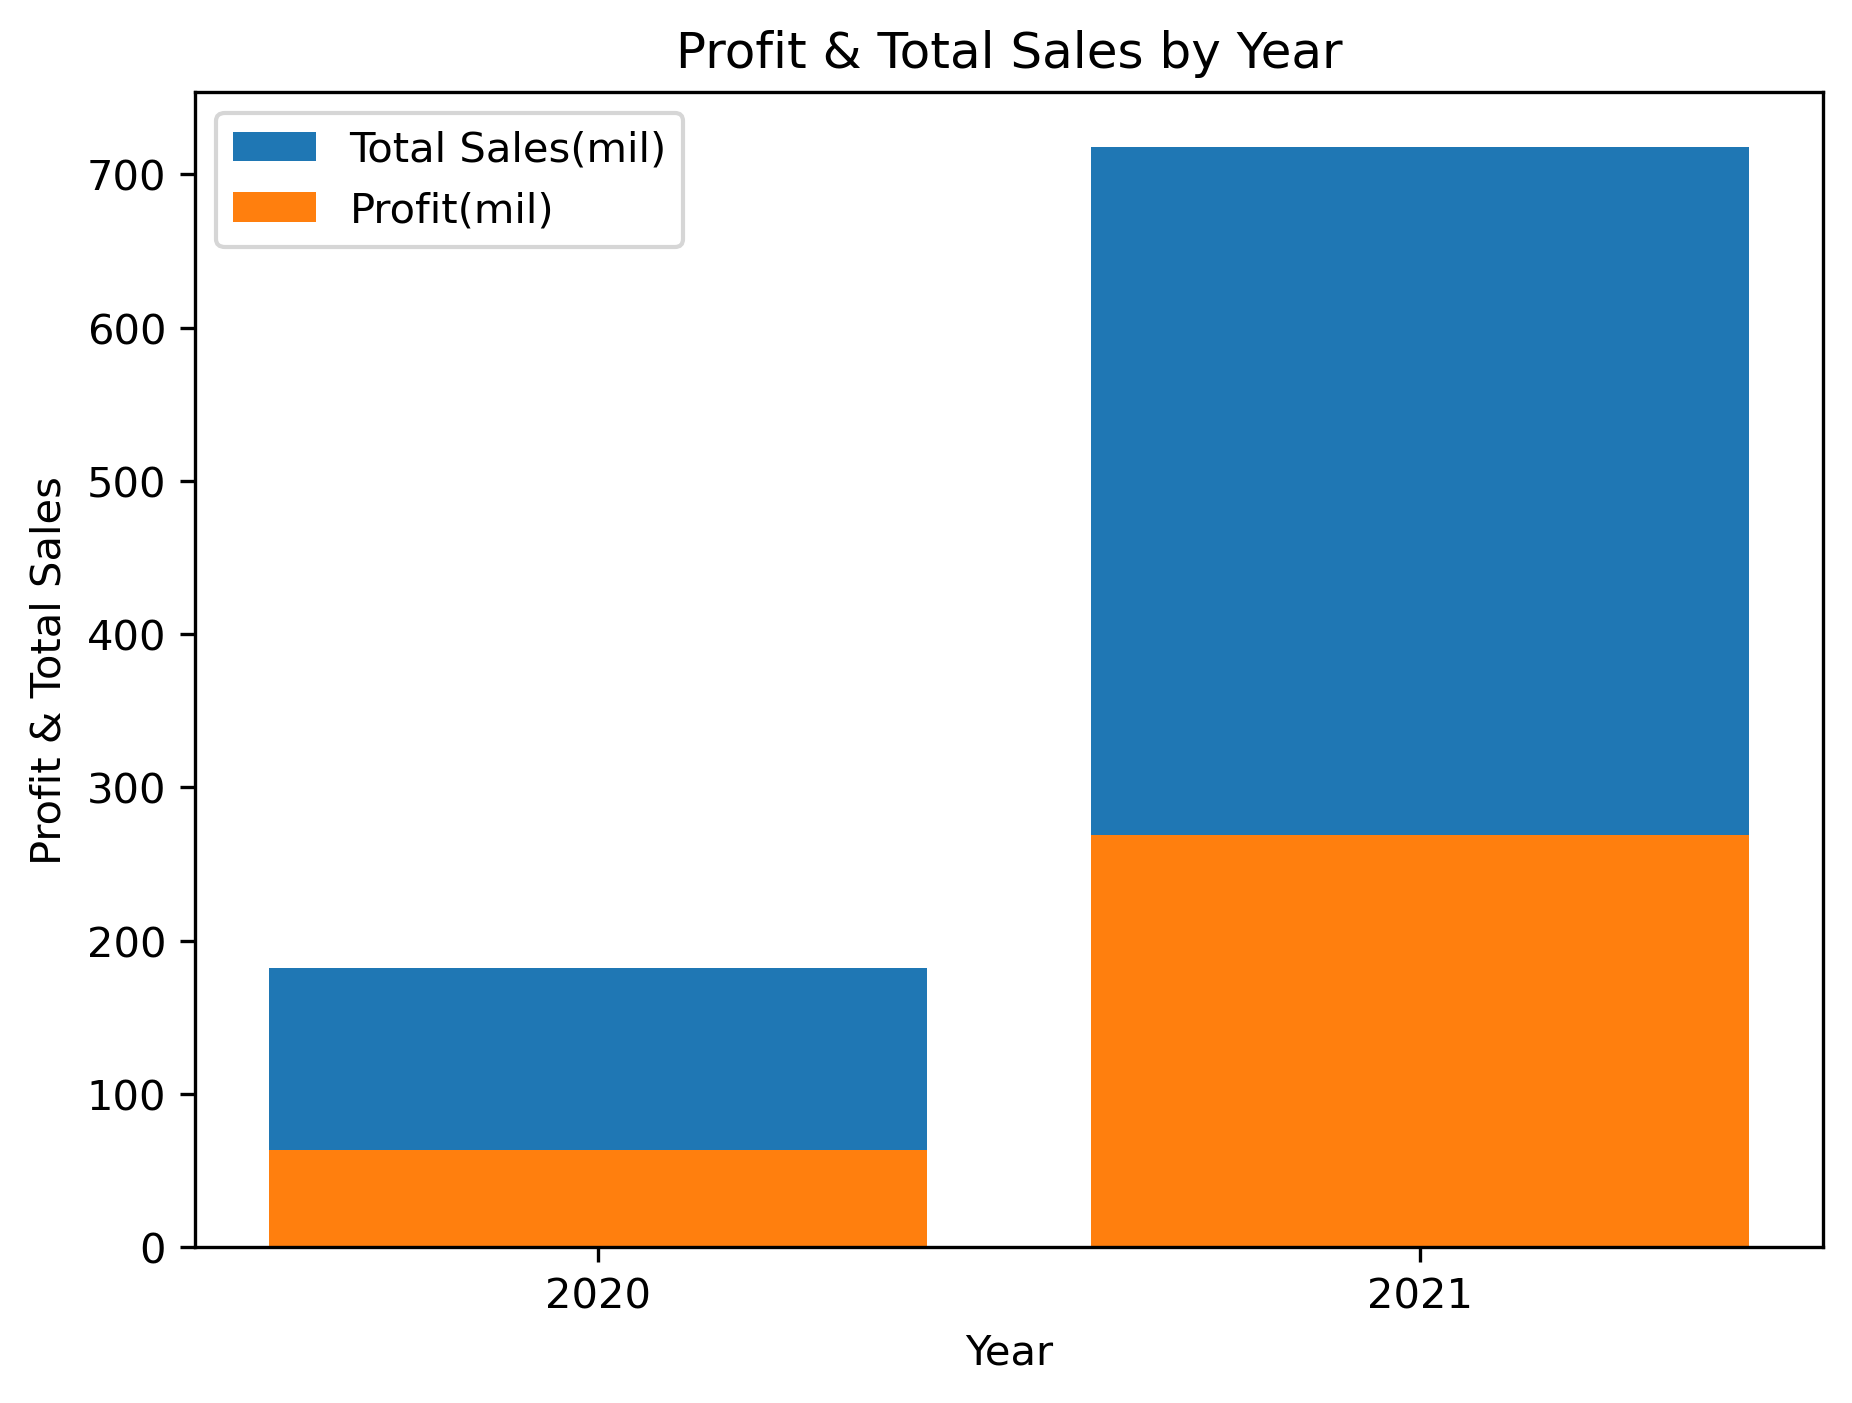 Profit & Total Sales by Year
Total Sales(mil)
Profit(mil)
Profit & Total Sales
700
600
500
400
300
200
100
0
2020 2021
Year